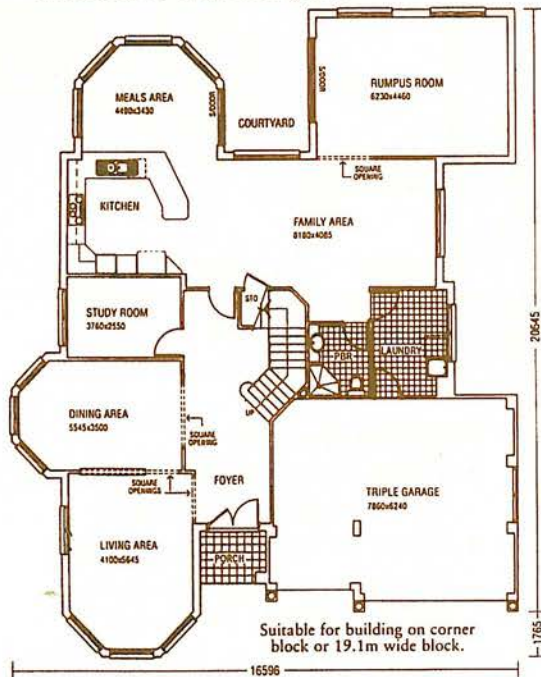 MEALS AREA
4490x3430
S/DOOR
COURTYARD
S/DOOR
RUMPUS ROOM
6230x4460
SQUARE
OPENING
KITCHEN
FAMILY AREA
8180x4085
STO
STUDY ROOM
3760x2550
PBR
LAUNDRY
UP
DINING AREA
5545x3500
SQUARE
OPENING
SQUARE
OPENINGS
FOYER
TRIPLE GARAGE
7860x6240
LIVING AREA
4100x5645
PORCH
Suitable for building on corner
block or 19.1m wide block.
16596
20645
1765